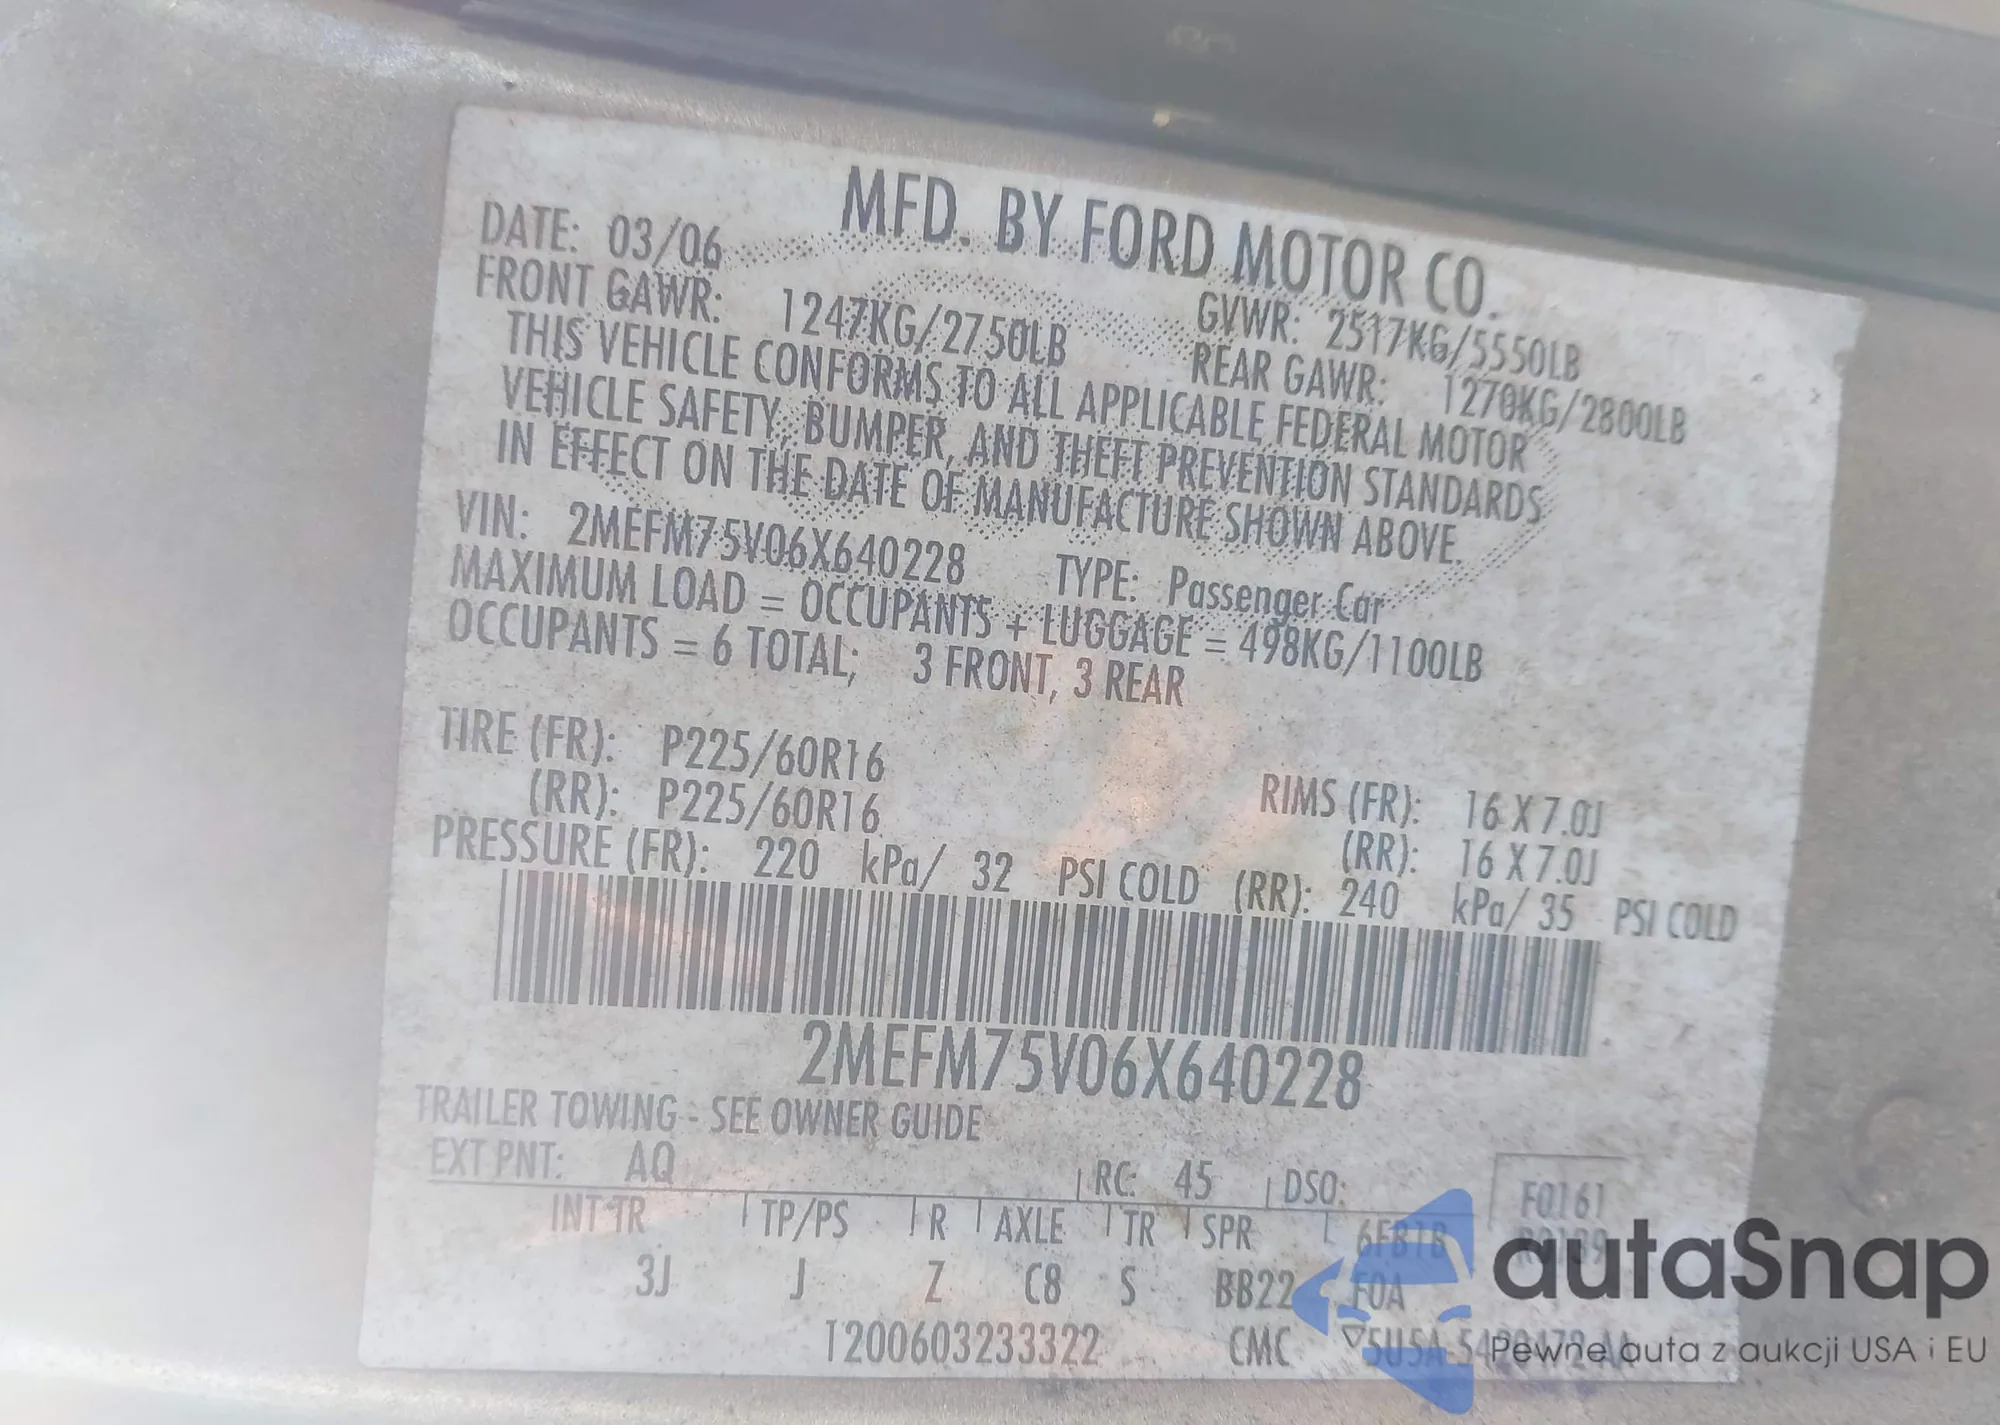 MFD. BY FORD MOTOR CO.
DATE: 03/06 GVWR: 2517KG/5550LB
FRONT GAWR: 1247KG/2750LB REAR GAWR: 1270KG/2800LB
THIS VEHICLE CONFORMS TO ALL APPLICABLE FEDERAL MOTOR
VEHICLE SAFETY, BUMPER, AND THEFT PREVENTION STANDARDS
IN EFFECT ON THE DATE OF MANUFACTURE SHOWN ABOVE.
VIN: 2MEFM75V06X640228 TYPE: Passenger Car
MAXIMUM LOAD = OCCUPANTS + LUGGAGE = 498KG/1100LB
OCCUPANTS = 6 TOTAL; 3 FRONT, 3 REAR
TIRE (FR): P225/60R16 RIMS (FR): 16 X 7.0J
(RR): P225/60R16 (RR): 16 X 7.0J
PRESSURE (FR): 220 kPa/ 32 PSI COLD (RR): 240 kPa/ 35 PSI COLD
2MEFM75V06X640228
TRAILER TOWING - SEE OWNER GUIDE
EXT PNT: AQ RC: 45 DSO: F0161
INT TR TP/PS R AXLE TR SPR
3J J Z C8 S BB22 F0A
T200603233322 CMC
autaSnap
Pewne auta z aukcji USA i EU